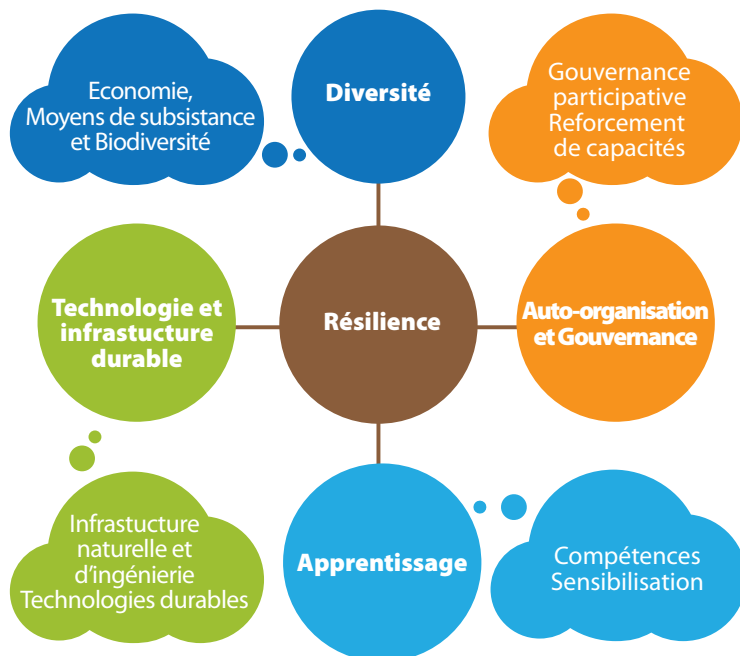 Economie,
Moyens de subsistance
et Biodiversité
Diversité
Gouvernance
participative
Reforcement
de capacités
Technologie et
infrastucture
durable
Résilience
Auto-organisation
et Gouvernance
Infrastucture
naturelle et
d'ingénierie
Technologies durables
Apprentissage
Compétences
Sensibilisation